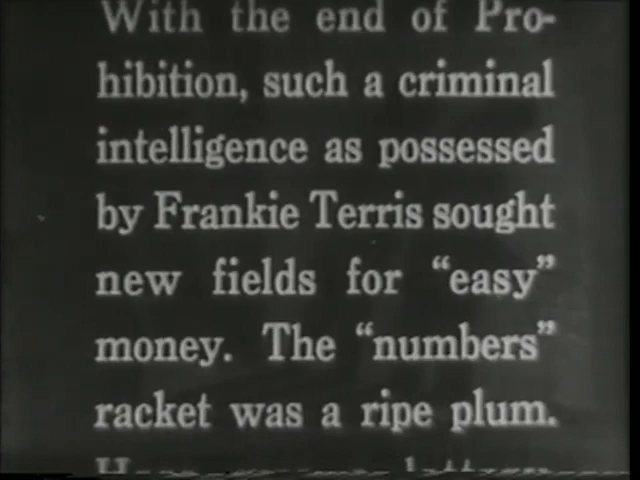 With the end of Pro-
hibition, such a criminal
intelligence as possessed
by Frankie Terris sought
new fields for “easy”
money. The “numbers”
racket was a ripe plum.